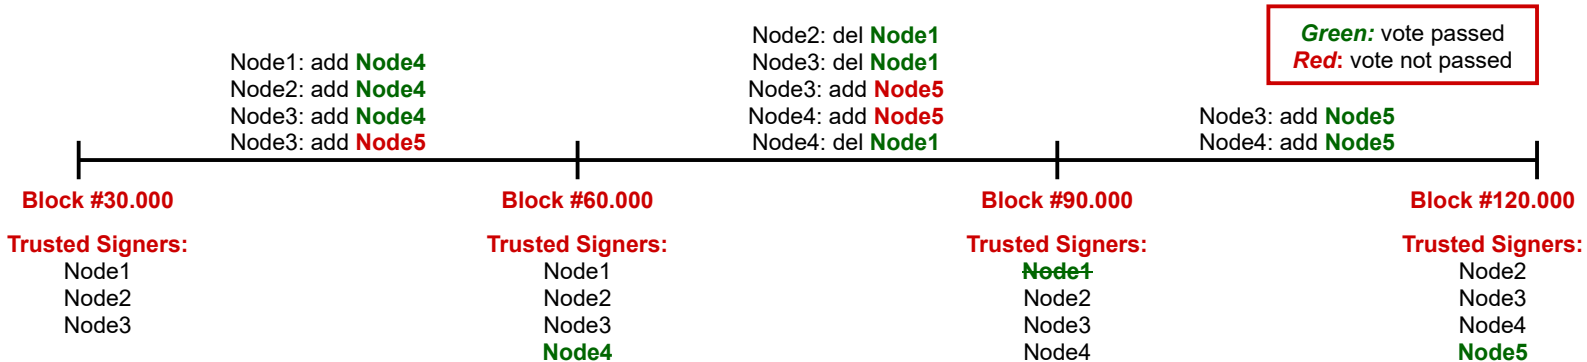 Node1: add Node4
Node2: add Node4
Node3: add Node4
Node3: add Node5
Node2: del Node1
Node3: del Node1
Node3: add Node5
Node4: add Node5
Node4: del Node1
Green: vote passed
Red: vote not passed
Node3: add Node5
Node4: add Node5
Block #30.000
Trusted Signers:
Node1
Node2
Node3
Block #60.000
Trusted Signers:
Node1
Node2
Node3
Node4
Block #90.000
Trusted Signers:
Node1
Node2
Node3
Node4
Block #120.000
Trusted Signers:
Node2
Node3
Node4
Node5